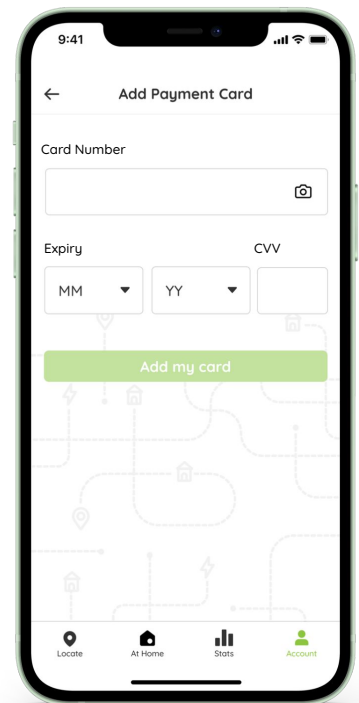 9:41
Add Payment Card
Card Number
Expiry CVV
MM YY
Add my card
Locate At Home Stats Account